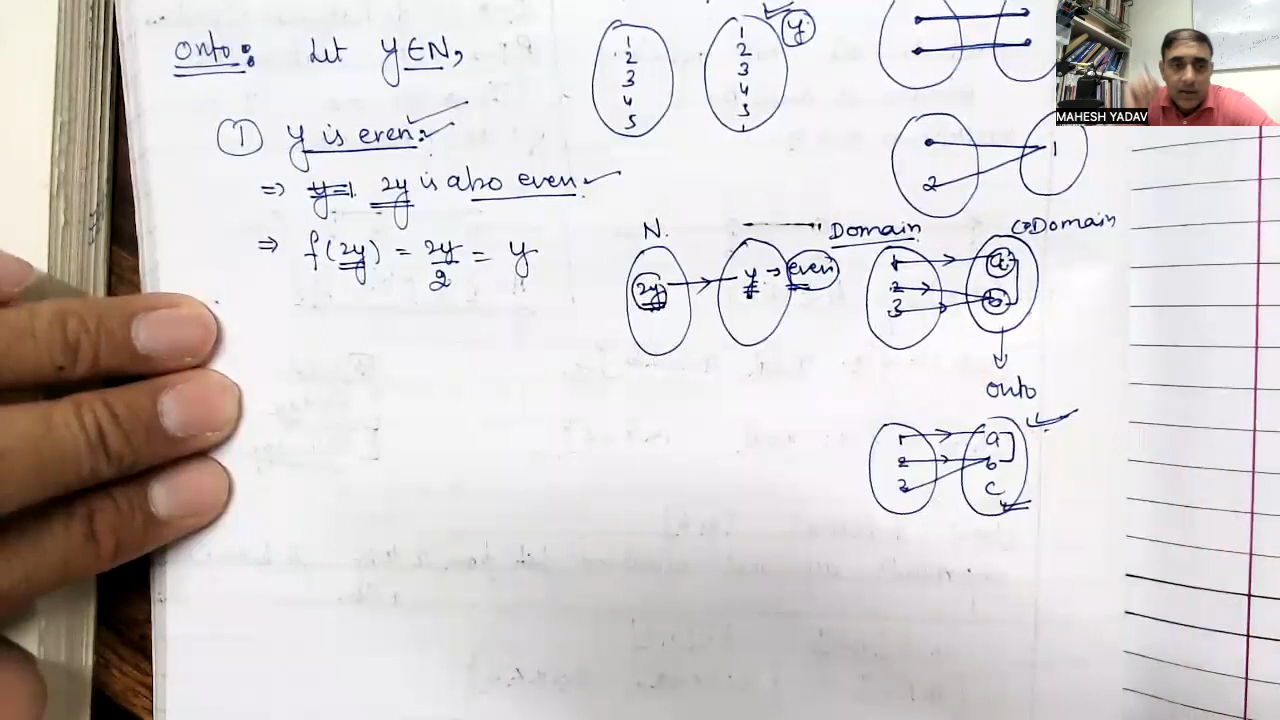 Onto: Let y ∈ N,
1
2
3
4
5
1
2
3
4
5
y
① y is even:
⇒ 2y is also even
⇒ f(2y) = 2y/2 = y
N.
2y
y → even
2
1
Domain
CoDomain
1
2
3
a
b
onto
1
2
3
a
b
c
MAHESH YADAV